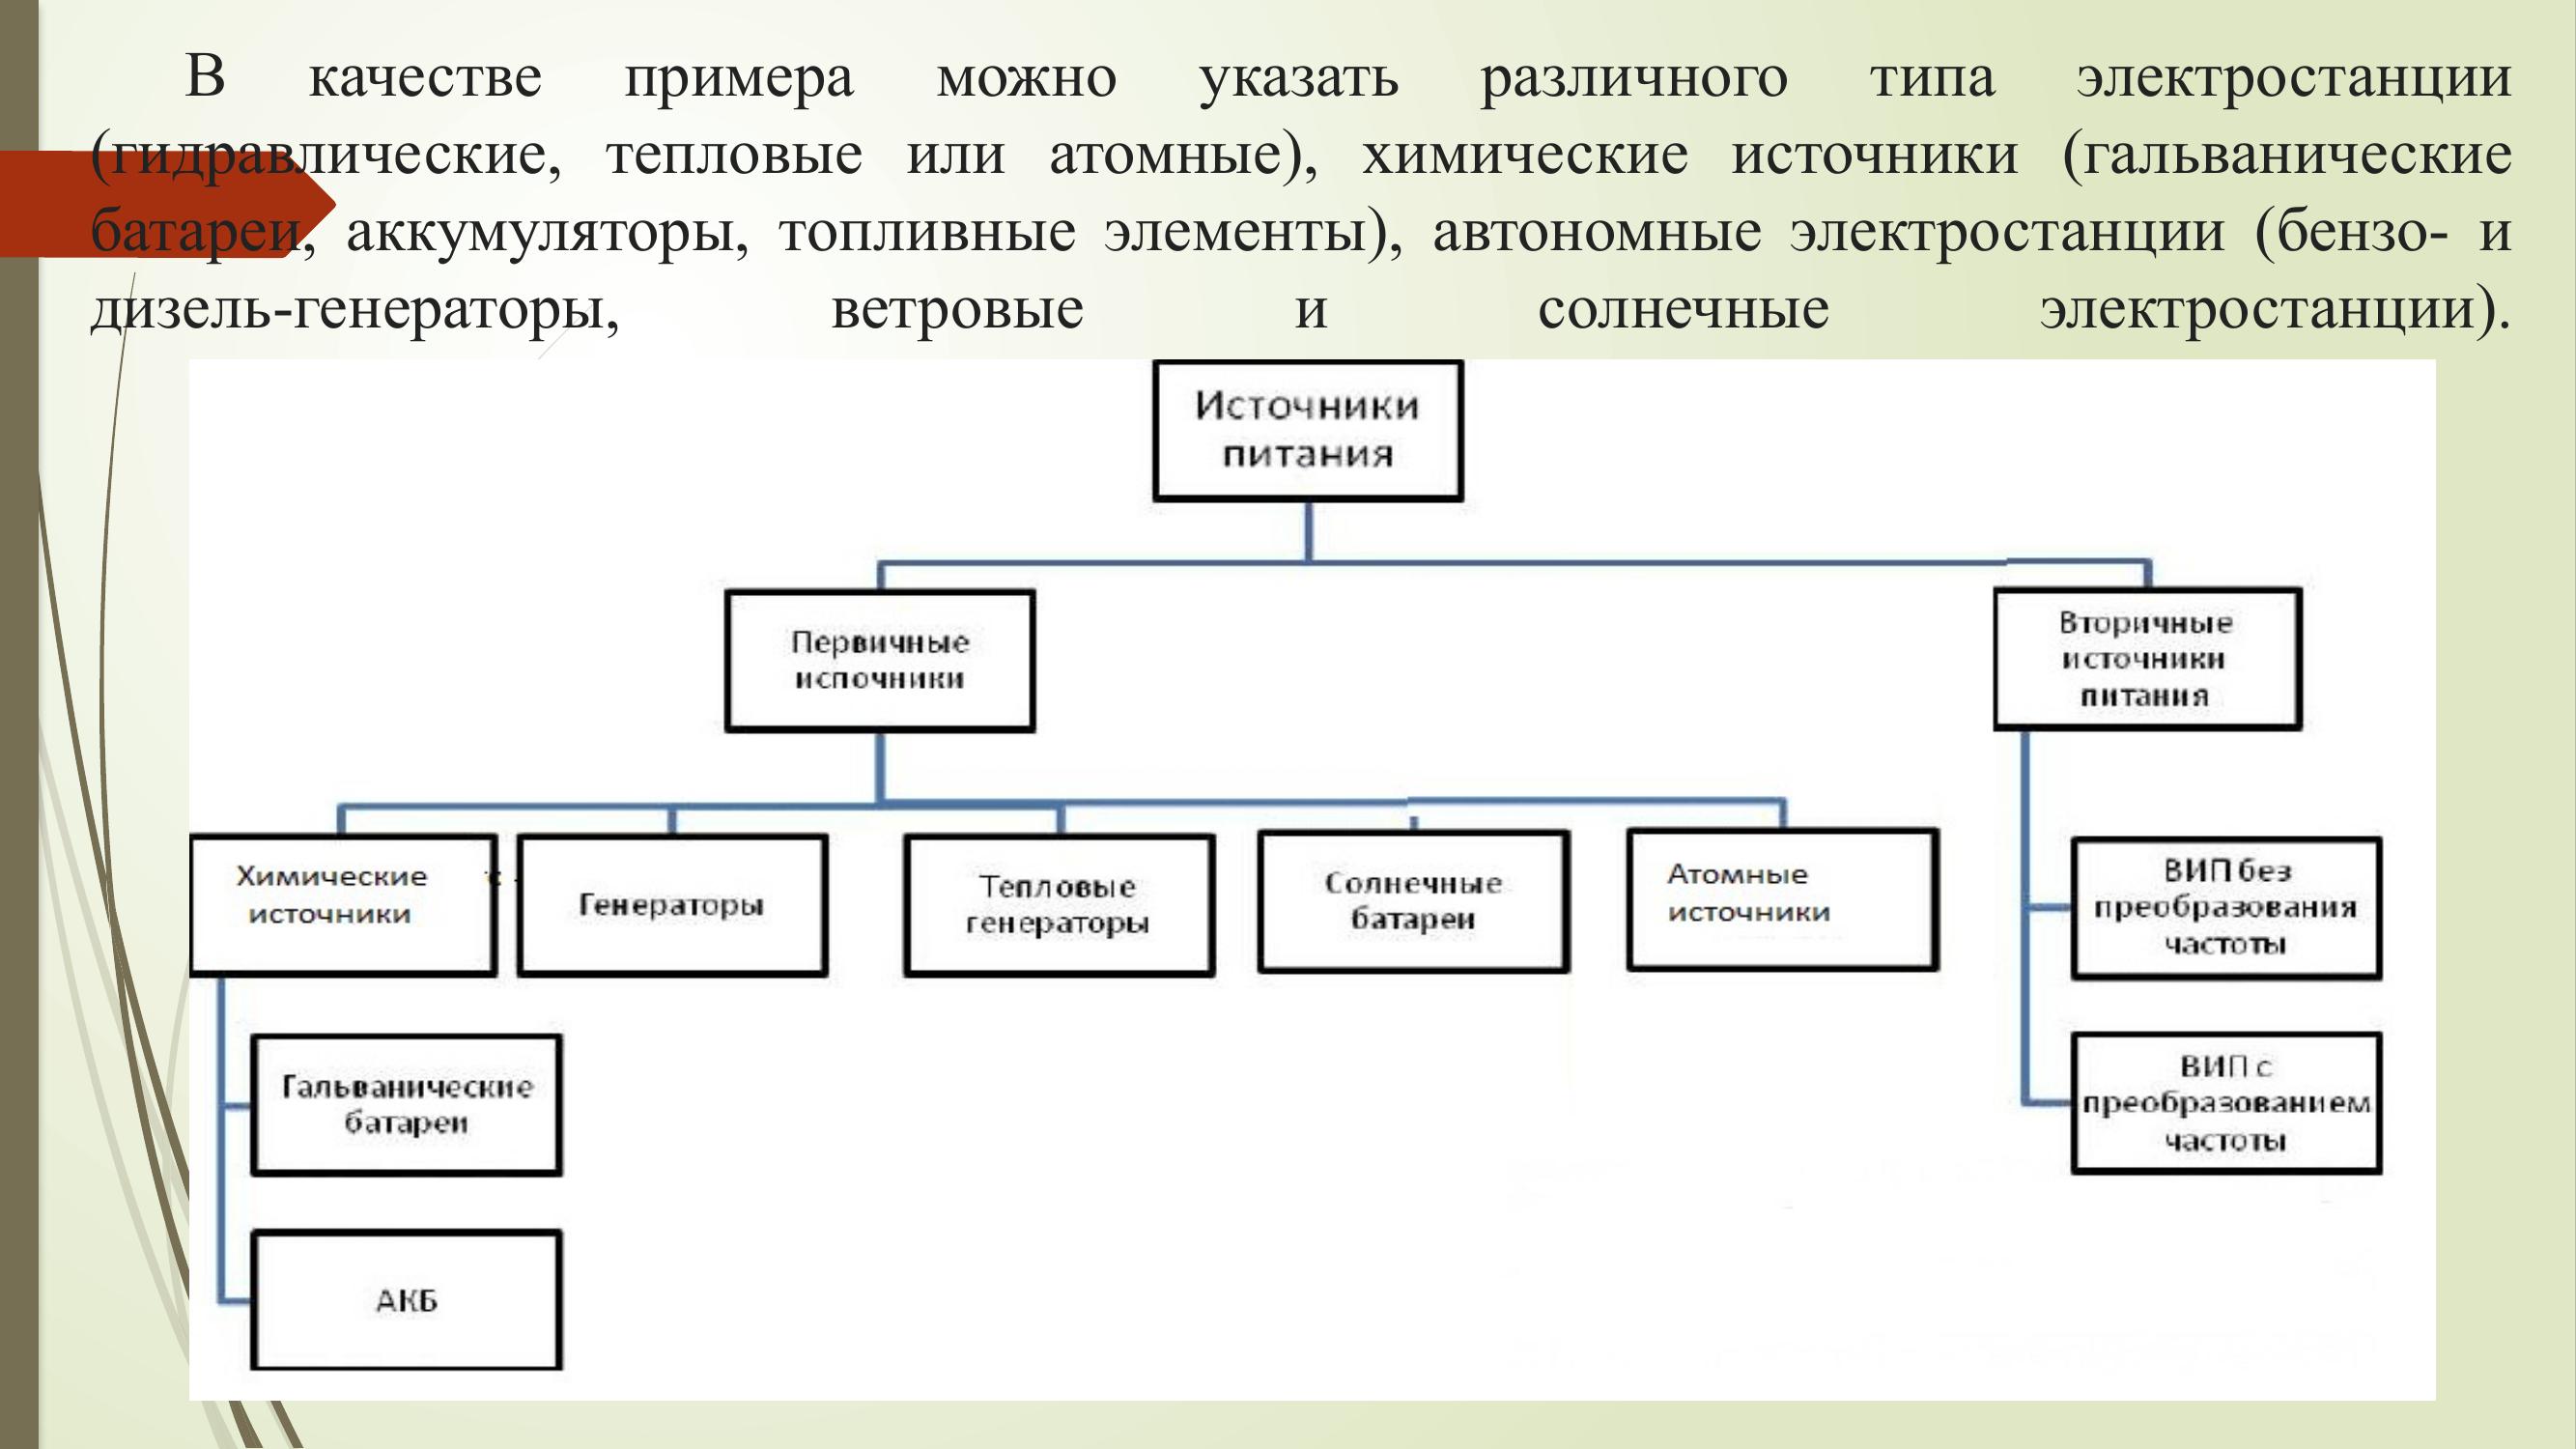 В качестве примера можно указать различного типа электростанции
(гидравлические, тепловые или атомные), химические источники (гальванические
батареи, аккумуляторы, топливные элементы), автономные электростанции (бензо- и
дизель-генераторы, ветровые и солнечные электростанции).
Источники
питания
Первичные
испочники
Вторичные
источники
питания
Химические
источники
Генераторы
Тепловые
генераторы
Солнечные
батареи
Атомные
источники
ВИП без
преобразования
частоты
Гальванические
батареи
ВИП с
преобразованием
частоты
АКБ